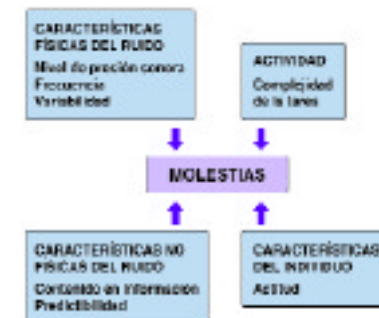 CARACTERÍSTICAS
FÍSICAS DEL RUIDO
Nivel de presión sonora
Frecuencia
Variabilidad
ACTIVIDAD
Complejidad
de la tarea
MOLESTIAS
CARACTERÍSTICAS NO
FÍSICAS DEL RUIDO
Contenido en información
Predictibilidad
CARACTERÍSTICAS
DEL INDIVIDUO
Actitud